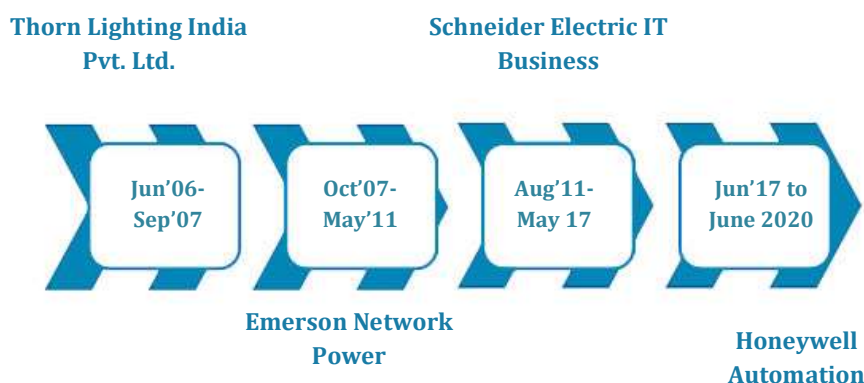 Thorn Lighting India
Pvt. Ltd.
Schneider Electric IT
Business
Jun’06-
Sep’07
Oct’07-
May’11
Aug’11-
May 17
Jun’17 to
June 2020
Emerson Network
Power
Honeywell
Automation